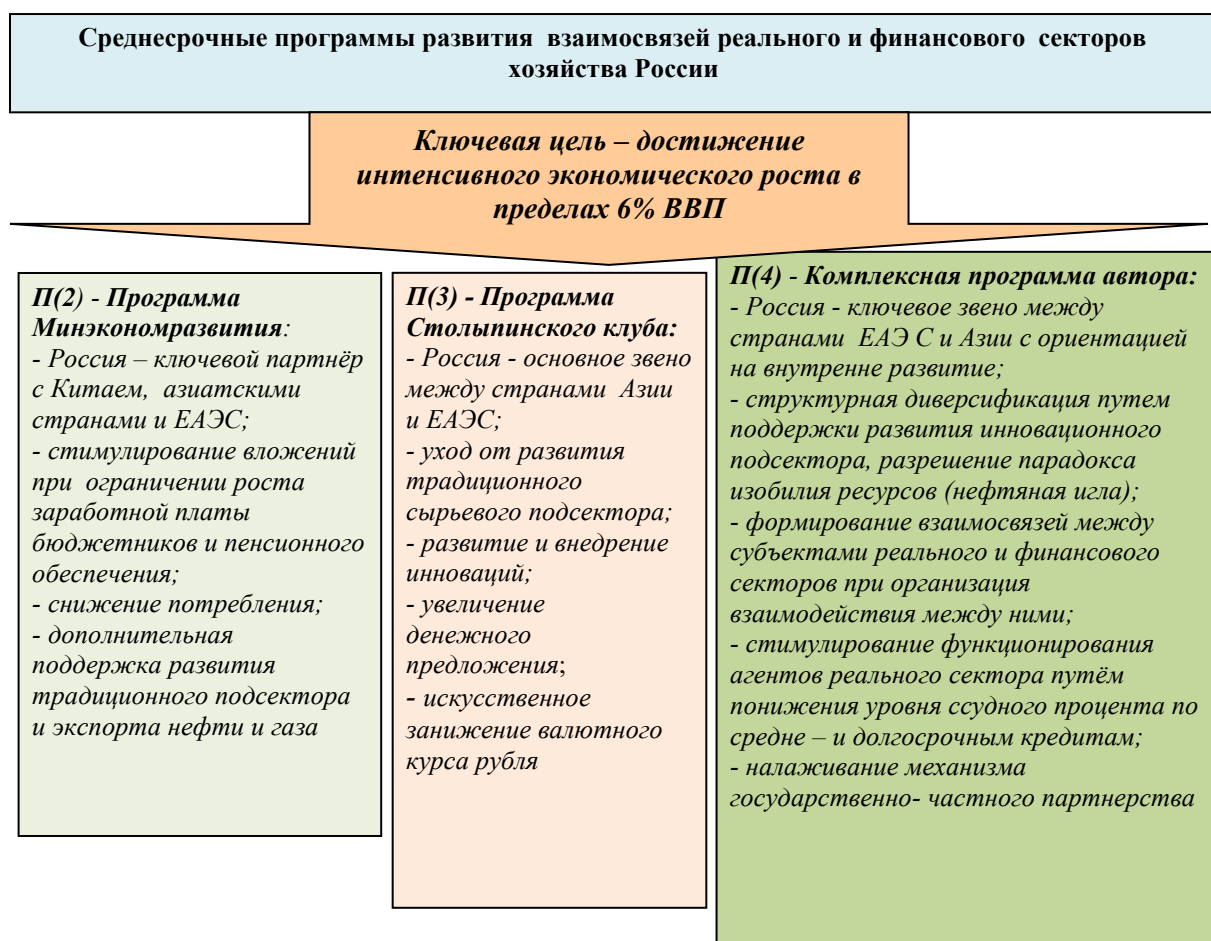 Среднесрочные программы развития взаимосвязей реального и финансового секторов
хозяйства России
Ключевая цель – достижение
интенсивного экономического роста в
пределах 6% ВВП
П(2) - Программа
Минэкономразвития:
- Россия – ключевой партнёр
с Китаем, азиатскими
странами и ЕАЭС;
- стимулирование вложений
при ограничении роста
заработной платы
бюджетников и пенсионного
обеспечения;
- снижение потребления;
- дополнительная
поддержка развития
традиционного подсектора
и экспорта нефти и газа
П(3) - Программа
Столыпинского клуба:
- Россия - основное звено
между странами Азии
и ЕАЭС;
- уход от развития
традиционного
сырьевого подсектора;
- развитие и внедрение
инноваций;
- увеличение
денежного
предложения;
- искусственное
занижение валютного
курса рубля
П(4) - Комплексная программа автора:
- Россия - ключевое звено между
странами ЕАЭ С и Азии с ориентацией
на внутренне развитие;
- структурная диверсификация путем
поддержки развития инновационного
подсектора, разрешение парадокса
изобилия ресурсов (нефтяная игла);
- формирование взаимосвязей между
субъектами реального и финансового
секторов при организация
взаимодействия между ними;
- стимулирование функционирования
агентов реального сектора путём
понижения уровня ссудного процента по
средне – и долгосрочным кредитам;
- налаживание механизма
государственно- частного партнерства